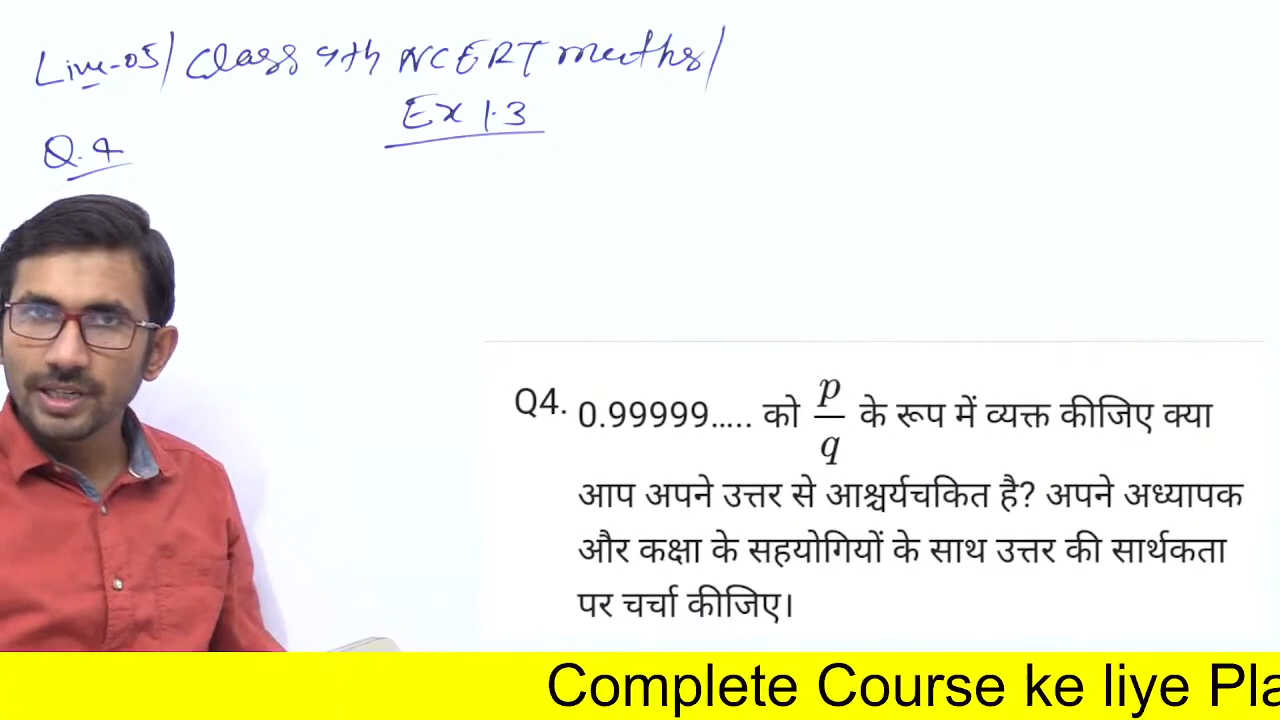 Live-05/ Class 9th NCERT maths/
Ex 1.3
Q.4
Q4. 0.99999..... को p/q के रूप में व्यक्त कीजिए क्या
आप अपने उत्तर से आश्चर्यचकित है? अपने अध्यापक
और कक्षा के सहयोगियों के साथ उत्तर की सार्थकता
पर चर्चा कीजिए।
Complete Course ke liye Pla